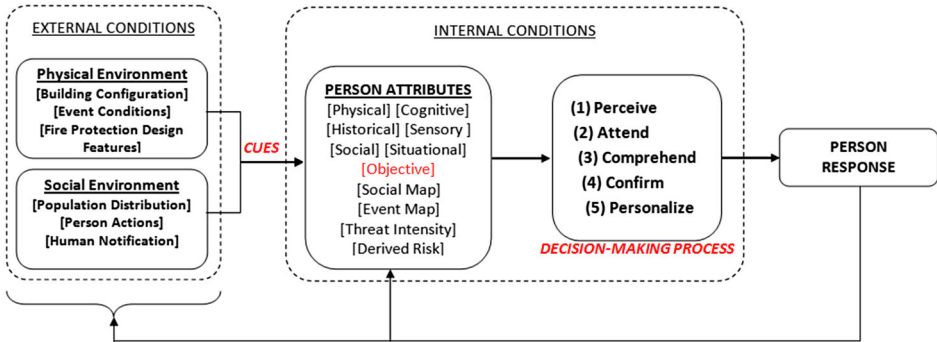 EXTERNAL CONDITIONS
Physical Environment
[Building Configuration]
[Event Conditions]
[Fire Protection Design
Features]
Social Environment
[Population Distribution]
[Person Actions]
[Human Notification]
CUES
INTERNAL CONDITIONS
PERSON ATTRIBUTES
[Physical] [Cognitive]
[Historical] [Sensory ]
[Social] [Situational]
[Objective]
[Social Map]
[Event Map]
[Threat Intensity]
[Derived Risk]
(1) Perceive
(2) Attend
(3) Comprehend
(4) Confirm
(5) Personalize
DECISION-MAKING PROCESS
PERSON
RESPONSE